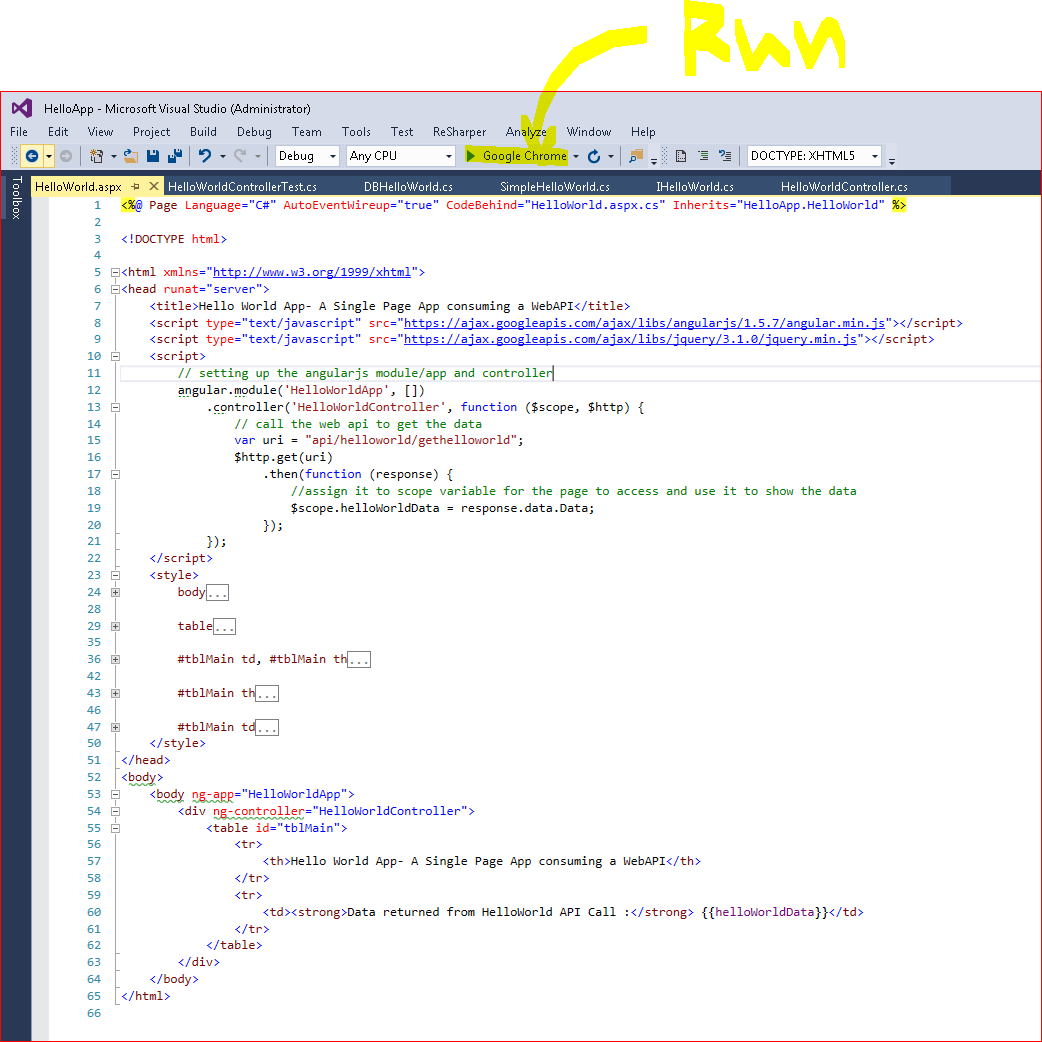 Run
HelloApp - Microsoft Visual Studio (Administrator)
File Edit View Project Build Debug Team Tools Test ReSharper Analyze Window Help
Debug Any CPU Google Chrome DOCTYPE: XHTML5
Toolbox
HelloWorld.aspx HelloWorldControllerTest.cs DBHelloWorld.cs SimpleHelloWorld.cs IHelloWorld.cs HelloWorldController.cs
1 <%@ Page Language="C#" AutoEventWireup="true" CodeBehind="HelloWorld.aspx.cs" Inherits="HelloApp.HelloWorld" %>
2
3 <!DOCTYPE html>
4
5 <html xmlns="http://www.w3.org/1999/xhtml">
6 <head runat="server">
7 <title>Hello World App- A Single Page App consuming a WebAPI</title>
8 <script type="text/javascript" src="https://ajax.googleapis.com/ajax/libs/angularjs/1.5.7/angular.min.js"></script>
9 <script type="text/javascript" src="https://ajax.googleapis.com/ajax/libs/jquery/3.1.0/jquery.min.js"></script>
10 <script>
11 // setting up the angularjs module/app and controller
12 angular.module('HelloWorldApp', [])
13 .controller('HelloWorldController', function ($scope, $http) {
14 // call the web api to get the data
15 var uri = "api/helloworld/gethelloworld";
16 $http.get(uri)
17 .then(function (response) {
18 //assign it to scope variable for the page to access and use it to show the data
19 $scope.helloWorldData = response.data.Data;
20 });
21 });
22 </script>
23 <style>
24 body...
28
29 table...
35
36 #tblMain td, #tblMain th...
42
43 #tblMain th...
46
47 #tblMain td...
50 </style>
51 </head>
52 <body>
53 <body ng-app="HelloWorldApp">
54 <div ng-controller="HelloWorldController">
55 <table id="tblMain">
56 <tr>
57 <th>Hello World App- A Single Page App consuming a WebAPI</th>
58 </tr>
59 <tr>
60 <td><strong>Data returned from HelloWorld API Call :</strong> {{helloWorldData}}</td>
61 </tr>
62 </table>
63 </div>
64 </body>
65 </html>
66